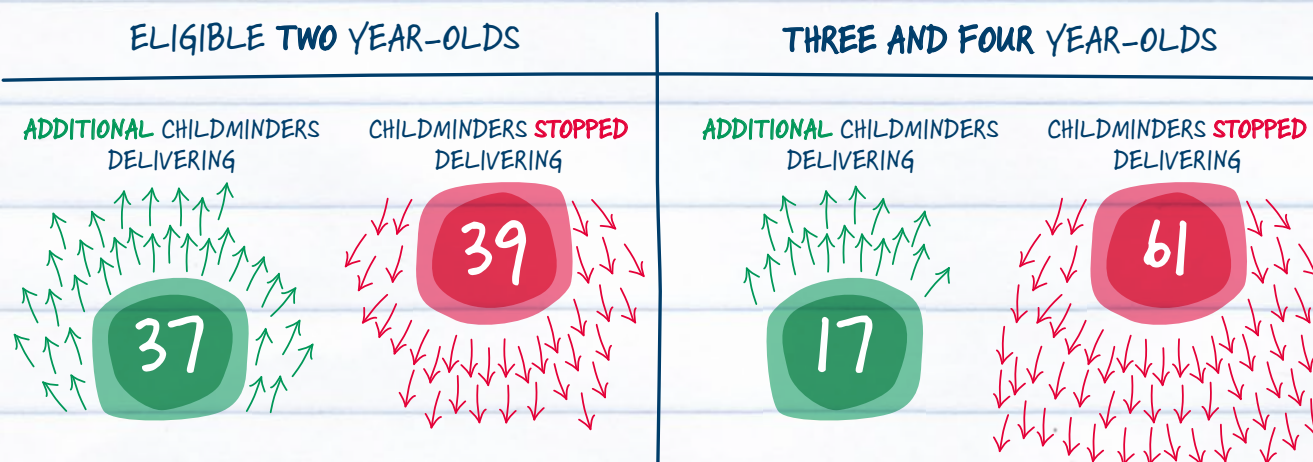 ELIGIBLE TWO YEAR-OLDS
ADDITIONAL CHILDMINDERS
DELIVERING
37
CHILDMINDERS STOPPED
DELIVERING
39
THREE AND FOUR YEAR-OLDS
ADDITIONAL CHILDMINDERS
DELIVERING
17
CHILDMINDERS STOPPED
DELIVERING
61